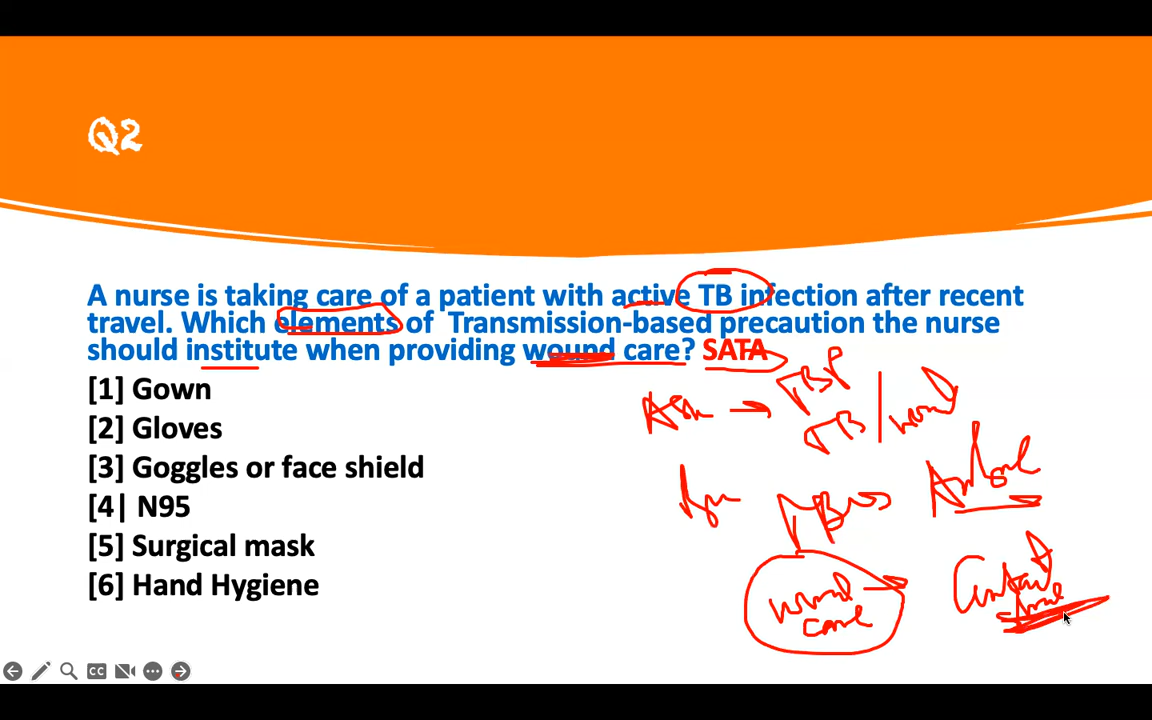 Q2
A nurse is taking care of a patient with active TB infection after recent
travel. Which elements of Transmission-based precaution the nurse
should institute when providing wound care? SATA
[1] Gown
[2] Gloves
[3] Goggles or face shield
[4| N95
[5] Surgical mask
[6] Hand Hygiene
TBP
TB / wound
wound
care
CC